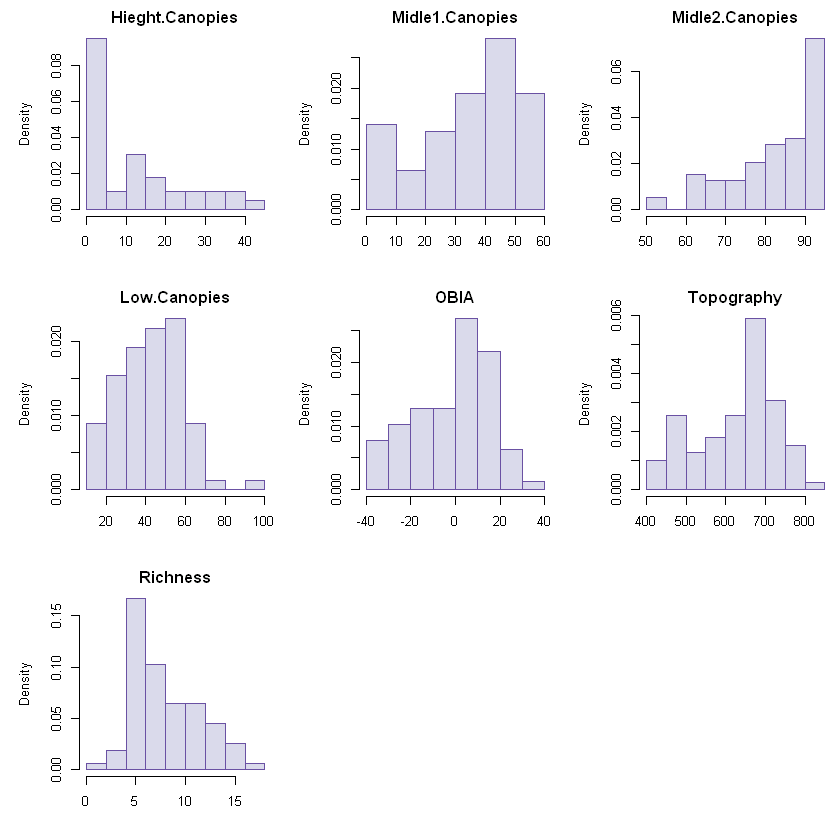 Hieght.Canopies
Density
0.00 0.02 0.04 0.06 0.08
0 10 20 30 40
Midle1.Canopies
Density
0.000 0.010 0.020
0 10 20 30 40 50 60
Midle2.Canopies
Density
0.00 0.02 0.04 0.06
50 60 70 80 90
Low.Canopies
Density
0.000 0.010 0.020
20 40 60 80 100
OBIA
Density
0.000 0.010 0.020
-40 -20 0 20 40
Topography
Density
0.000 0.002 0.004 0.006
400 500 600 700 800
Richness
Density
0.00 0.05 0.10 0.15
0 5 10 15